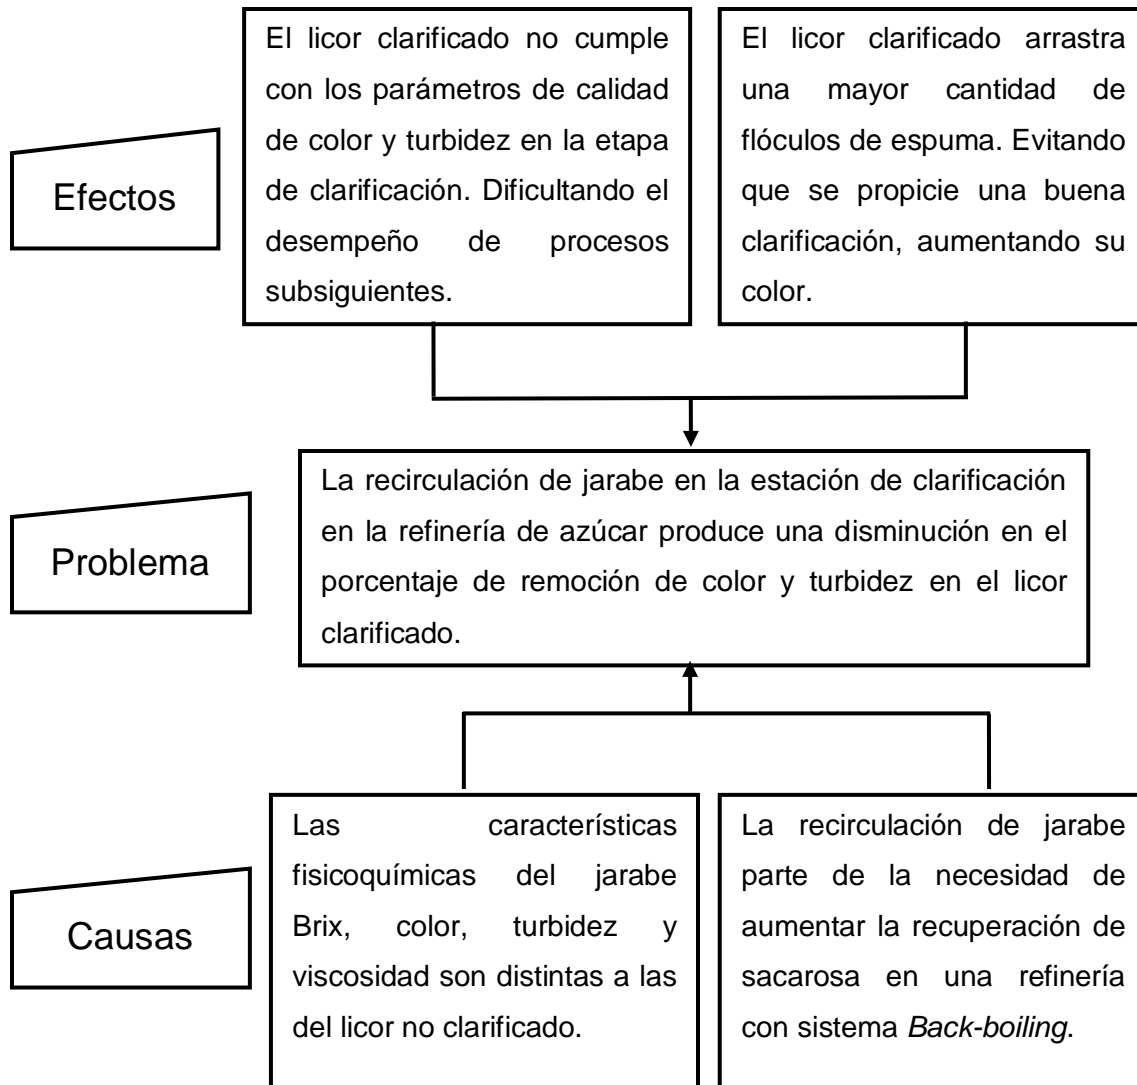 Efectos
El licor clarificado no cumple
con los parámetros de calidad
de color y turbidez en la etapa
de clarificación. Dificultando el
desempeño de procesos
subsiguientes.
El licor clarificado arrastra
una mayor cantidad de
flóculos de espuma. Evitando
que se propicie una buena
clarificación, aumentando su
color.
Problema
La recirculación de jarabe en la estación de clarificación
en la refinería de azúcar produce una disminución en el
porcentaje de remoción de color y turbidez en el licor
clarificado.
Causas
Las características
fisicoquímicas del jarabe
Brix, color, turbidez y
viscosidad son distintas a las
del licor no clarificado.
La recirculación de jarabe
parte de la necesidad de
aumentar la recuperación de
sacarosa en una refinería
con sistema Back-boiling.